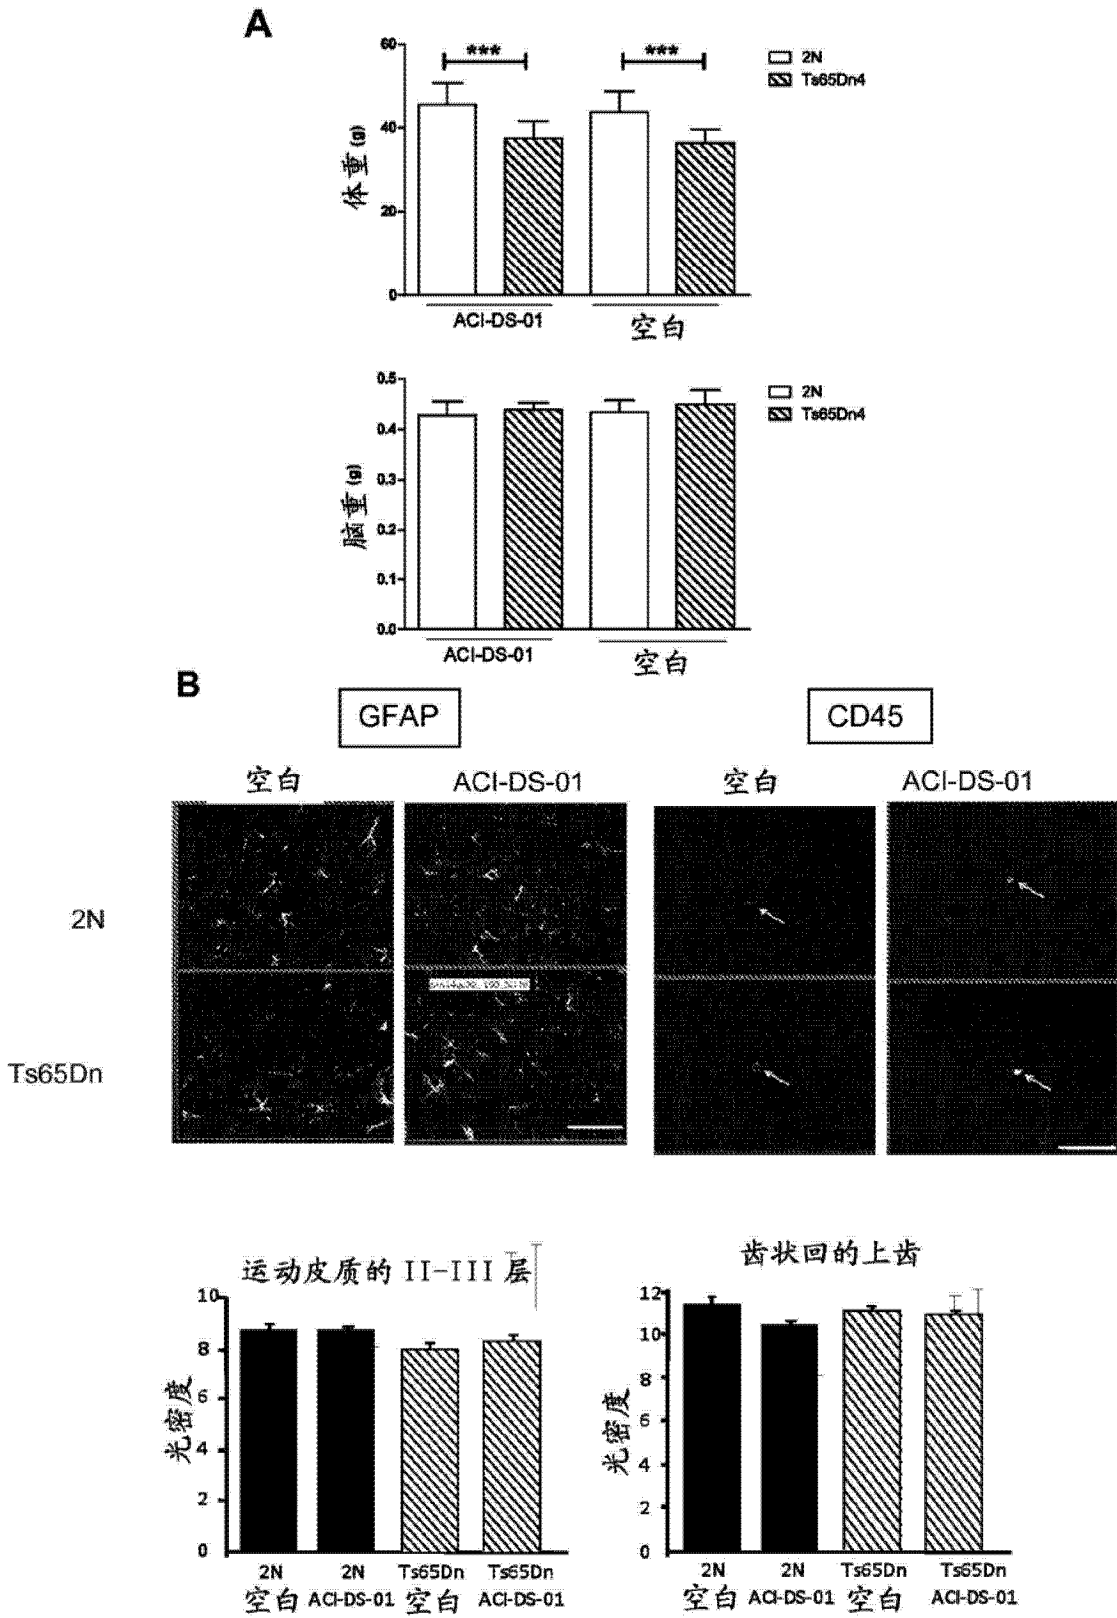 A
60
40
20
0
体重(g)
***
***
2N
Ts65Dn4
ACI-DS-01
空白
0.5
0.4
0.3
0.2
0.1
0.0
脑重(g)
2N
Ts65Dn4
ACI-DS-01
空白
B
GFAP
CD45
空白
ACI-DS-01
空白
ACI-DS-01
2N
Ts65Dn
运动皮质的 II-III 层
10
8
6
4
2
0
光密度
2N 空白
2N ACI-DS-01
Ts65Dn 空白
Ts65Dn ACI-DS-01
齿状回的上齿
12
10
8
6
4
2
0
光密度
2N 空白
2N ACI-DS-01
Ts65Dn 空白
Ts65Dn ACI-DS-01